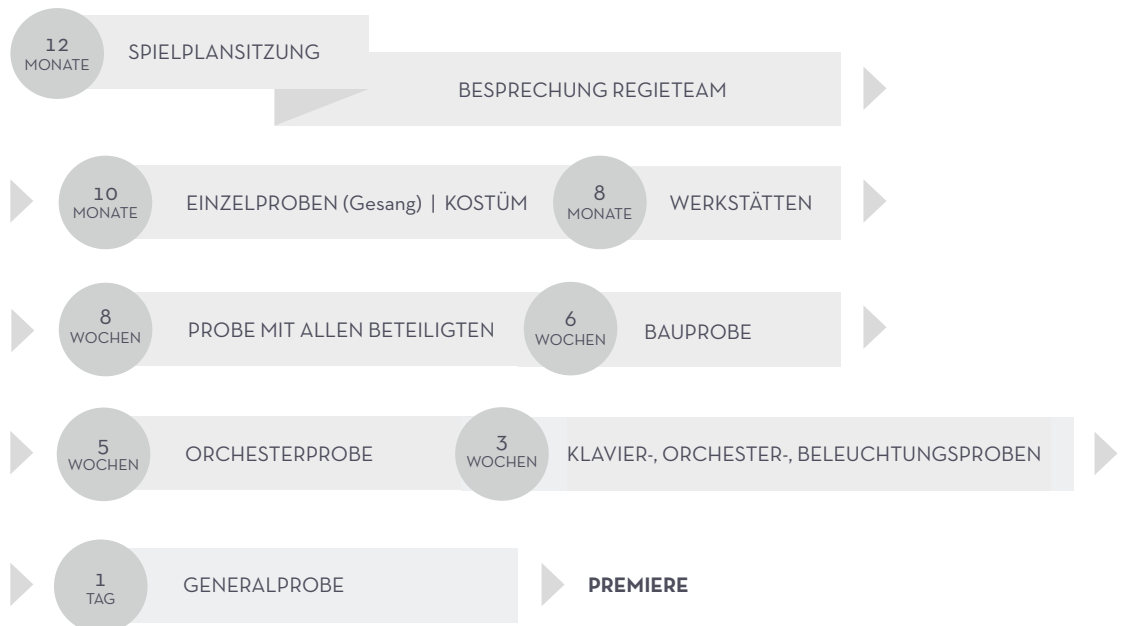 12
MONATE
SPIELPLANSITZUNG
BESPRECHUNG REGIETEAM
10
MONATE
EINZELPROBEN (Gesang) | KOSTÜM
8
MONATE
WERKSTÄTTEN
8
WOCHEN
PROBE MIT ALLEN BETEILIGTEN
6
WOCHEN
BAUPROBE
5
WOCHEN
ORCHESTERPROBE
3
WOCHEN
KLAVIER-, ORCHESTER-, BELEUCHTUNGSPROBEN
1
TAG
GENERALPROBE
PREMIERE